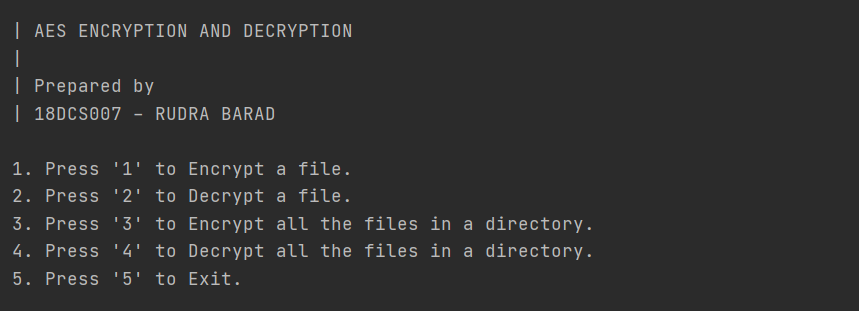 | AES ENCRYPTION AND DECRYPTION
|
| Prepared by
| 18DCS007 – RUDRA BARAD
1. Press '1' to Encrypt a file.
2. Press '2' to Decrypt a file.
3. Press '3' to Encrypt all the files in a directory.
4. Press '4' to Decrypt all the files in a directory.
5. Press '5' to Exit.